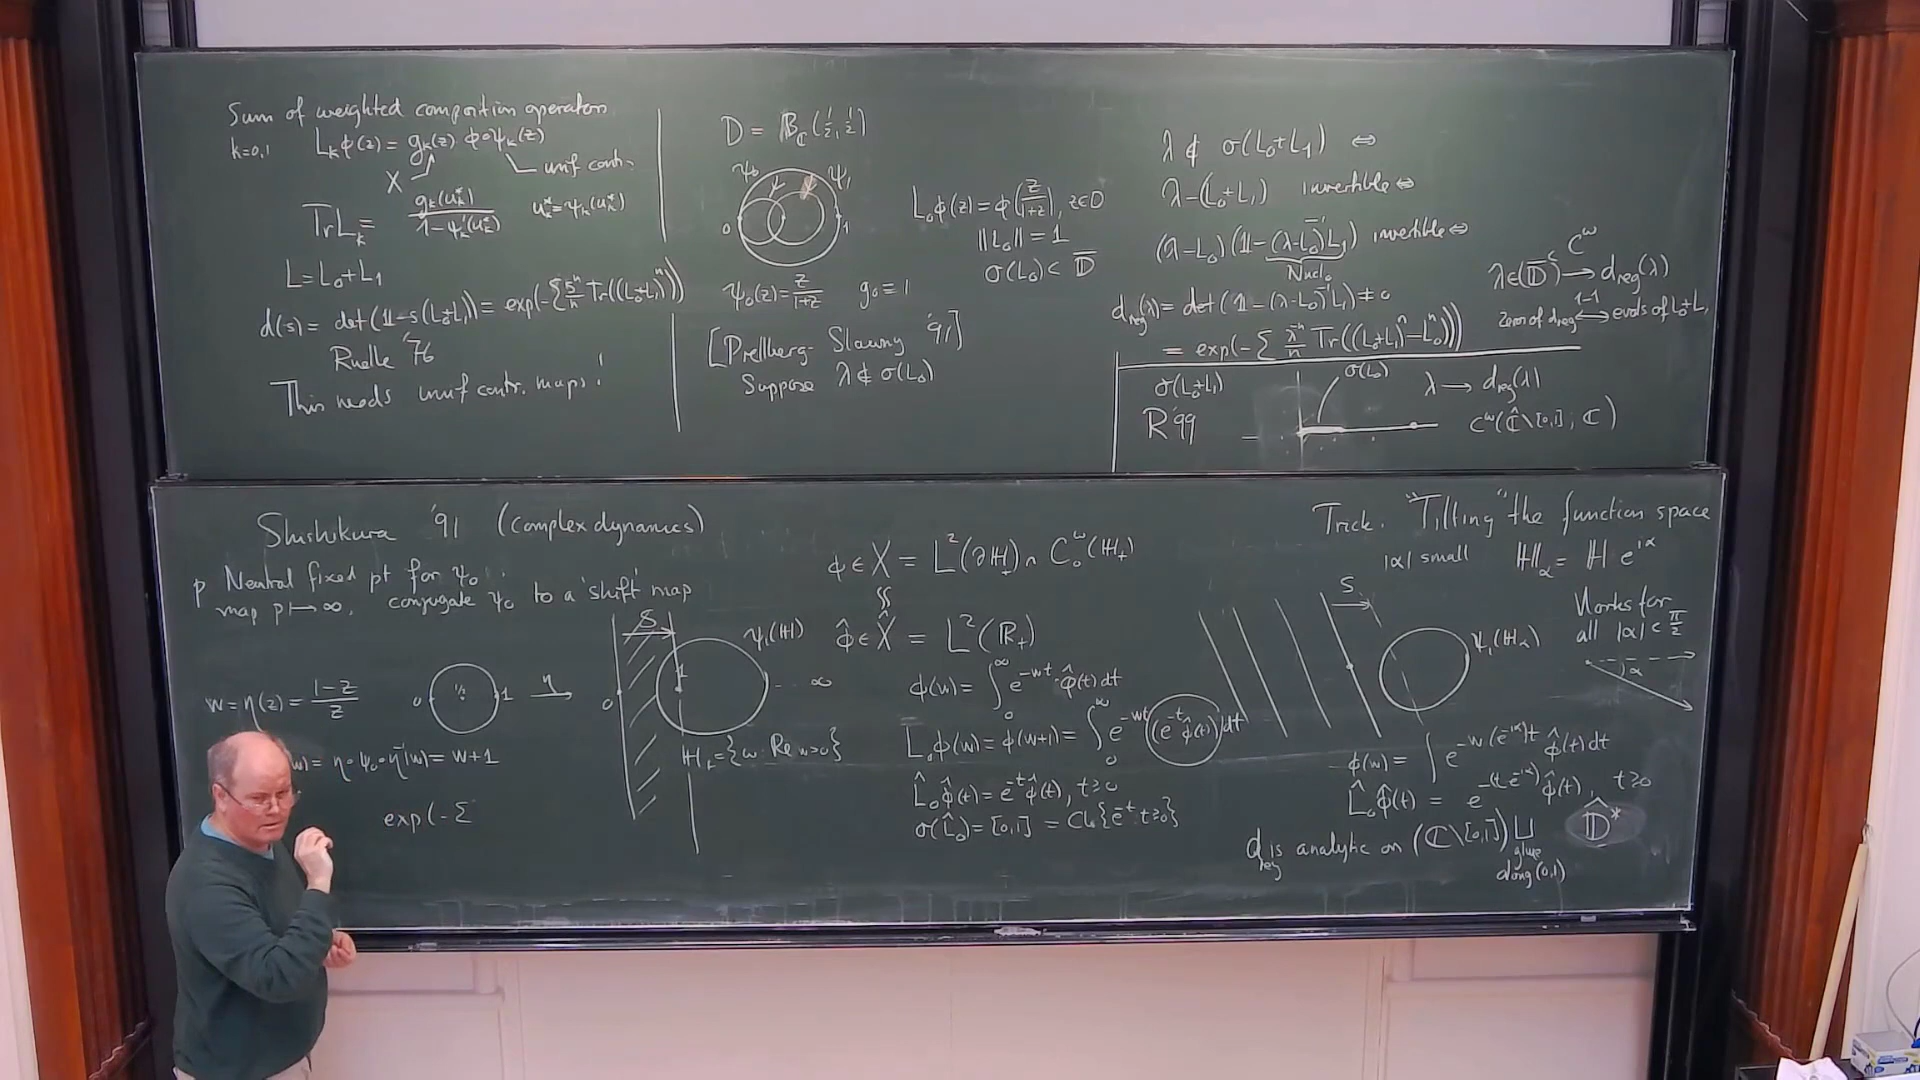 Sum of weighted composition operators
k=0,1 L_kφ(z) = g_k(z) φ∘ψ_k(z)
X
unif contr.
Tr L_k = g_k(u_k^*) / (1-ψ_k'(u_k^*)) u_k^* = ψ_k(u_k^*)
L = L_0 + L_1
d(s) = det(1-s(L_0+L_1)) = exp(-Σ s^n/n Tr((L_0+L_1)^n))
Ruelle '76
This needs unif contr. maps!
D = B_ℂ(1/2, 1/2)
ψ_0 ψ_1
0 1
ψ_0(z) = z/(1+z) g_0 ≡ 1
[Prellberg - Slawny '91]
Suppose λ ∉ σ(L_0)
L_0φ(z) = φ(z/(1+z)), z∈D
‖L_0‖ = 1
σ(L_0) ⊂ 𝔻̄
λ ∉ σ(L_0+L_1) ⇔
λ-(L_0+L_1) invertible ⇔
(λ-L_0)(1-(λ-L_0)^{-1}L_1) invertible ⇔
Nucl_0
d_reg(λ) = det(1-(λ-L_0)^{-1}L_1) ≠ 0
= exp(-Σ λ^{-n}/n Tr((L_0+L_1)^n - L_0^n))
λ∈(𝔻̄)^c → d_reg(λ)
C^ω
zeros of d_reg 1-1 ⟷ evals of L_0+L_1
σ(L_0+L_1)
R '99
σ(L_0)
λ → d_reg(λ)
C^ω(ℂ̂\[0,1]; ℂ)
Shishikura '91 (complex dynamics)
p Neutral fixed pt for ψ_0.
map p ↦ ∞, conjugate ψ_0 to a 'shift' map
w = η(z) = (1-z)/z
0 1/2 1 η →
(w) = η∘ψ_0∘η^{-1}(w) = w+1
exp(-Σ
S
ψ_1(ℍ)
0 1 ∞
ℍ_+ = {w: Re w>0}
φ ∈ X = L^2(∂ℍ_+) ∩ C_0^ω(ℍ_+)
φ̂ ∈ X̂ = L^2(ℝ_+)
φ(w) = ∫_0^∞ e^{-wt} φ̂(t) dt
L_0φ(w) = φ(w+1) = ∫_0^∞ e^{-wt}(e^{-t}φ̂(t)) dt
L̂_0φ̂(t) = e^{-t}φ̂(t), t≥0
σ(L̂_0) = [0,1] = Cl{e^{-t} t≥0}
Trick. "Tilting" the function space
|α| small ℍ_α = ℍ e^{iα}
S
ψ_1(ℍ_α)
Works for
all |α| < π/2
α
φ(w) = ∫ e^{-w(e^{-iα})t} φ̂(t) dt
L̂_0φ̂(t) = e^{-(t e^{-iα})} φ̂(t), t≥0
d_reg is analytic on (ℂ\[0,1]) ⊔ 𝔻̂^*
glue
along (0,1)